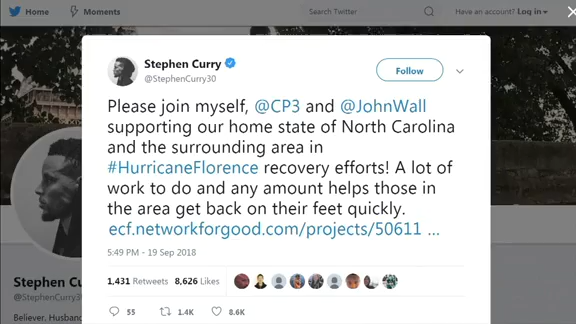 Home
Moments
Search Twitter
Have an account? Log in
Stephen Curry
@StephenCurry30
Follow
Please join myself, @CP3 and @JohnWall
supporting our home state of North Carolina
and the surrounding area in
#HurricaneFlorence recovery efforts! A lot of
work to do and any amount helps those in
the area get back on their feet quickly.
ecf.networkforgood.com/projects/50611 ...
5:49 PM - 19 Sep 2018
1,431 Retweets 8,626 Likes
55 1.4K 8.6K
Stephen Cu
@StephenCurry3
Believer. Husband